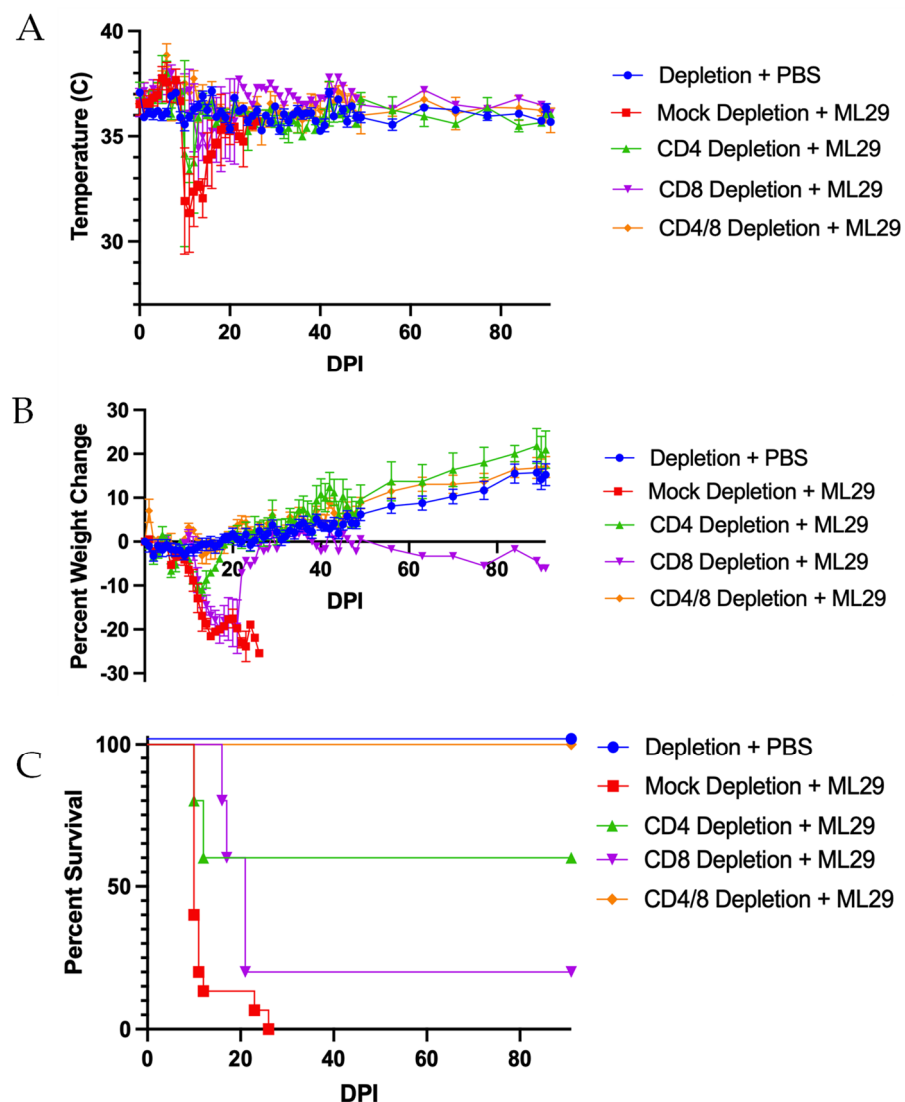 A
Temperature (C)
40
35
30
0
20
40
60
80
DPI
Depletion + PBS
Mock Depletion + ML29
CD4 Depletion + ML29
CD8 Depletion + ML29
CD4/8 Depletion + ML29
B
Percent Weight Change
30
20
10
0
-10
-20
-30
20
40
60
80
DPI
Depletion + PBS
Mock Depletion + ML29
CD4 Depletion + ML29
CD8 Depletion + ML29
CD4/8 Depletion + ML29
C
Percent Survival
100
50
0
0
20
40
60
80
DPI
Depletion + PBS
Mock Depletion + ML29
CD4 Depletion + ML29
CD8 Depletion + ML29
CD4/8 Depletion + ML29